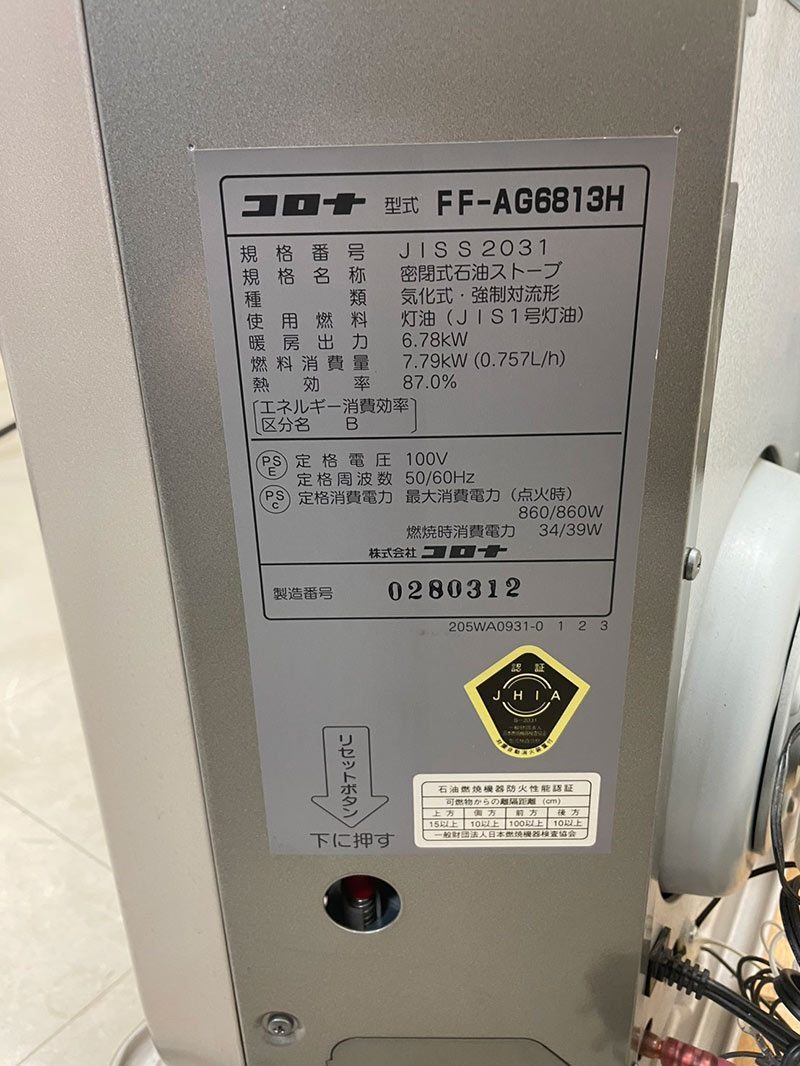 コロナ 型式 FF-AG6813H
規格番号 JISS2031
規格名称 密閉式石油ストーブ
種類 気化式・強制対流形
使用燃料 灯油（JIS1号灯油）
暖房出力 6.78kW
燃料消費量 7.79kW (0.757L/h)
熱効率 87.0%
[エネルギー消費効率
区分名 B]
PS E 定格電圧 100V
定格周波数 50/60Hz
PS C 定格消費電力 最大消費電力（点火時）
860/860W
燃焼時消費電力 34/39W
株式会社 コロナ
製造番号 0280312
205WA0931-0 1 2 3
認証
JHIA
リセットボタン
下に押す
石油燃焼機器防火性能認証
可燃物からの離隔距離 (cm)
上方 側方 前方 後方
15以上 10以上 100以上 10以上
一般財団法人日本燃焼機器検査協会